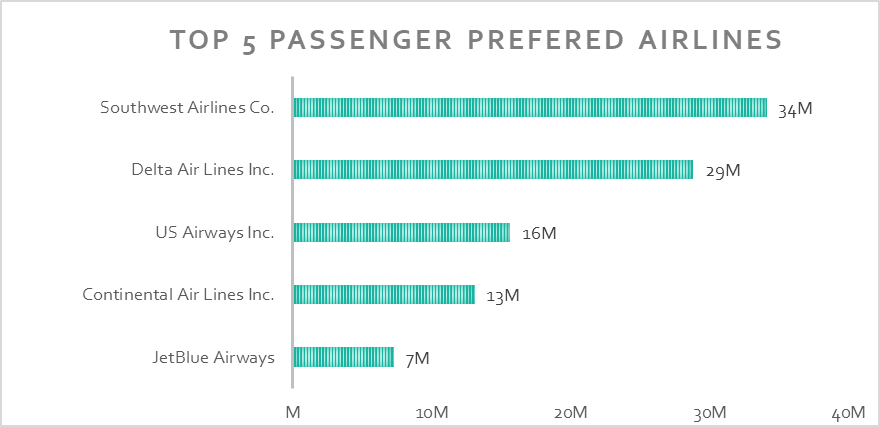 TOP 5 PASSENGER PREFERED AIRLINES
Southwest Airlines Co. 34M
Delta Air Lines Inc. 29M
US Airways Inc. 16M
Continental Air Lines Inc. 13M
JetBlue Airways 7M
M 10M 20M 30M 40M